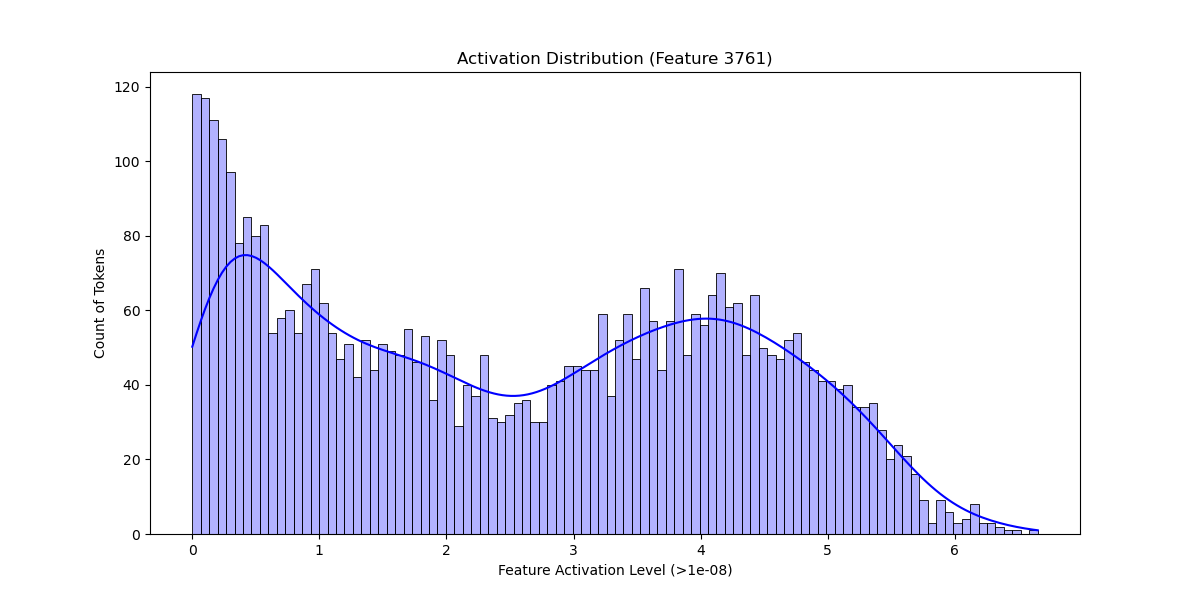 Activation Distribution (Feature 3761)
120
100
80
60
40
20
0
Count of Tokens
0 1 2 3 4 5 6
Feature Activation Level (>1e-08)